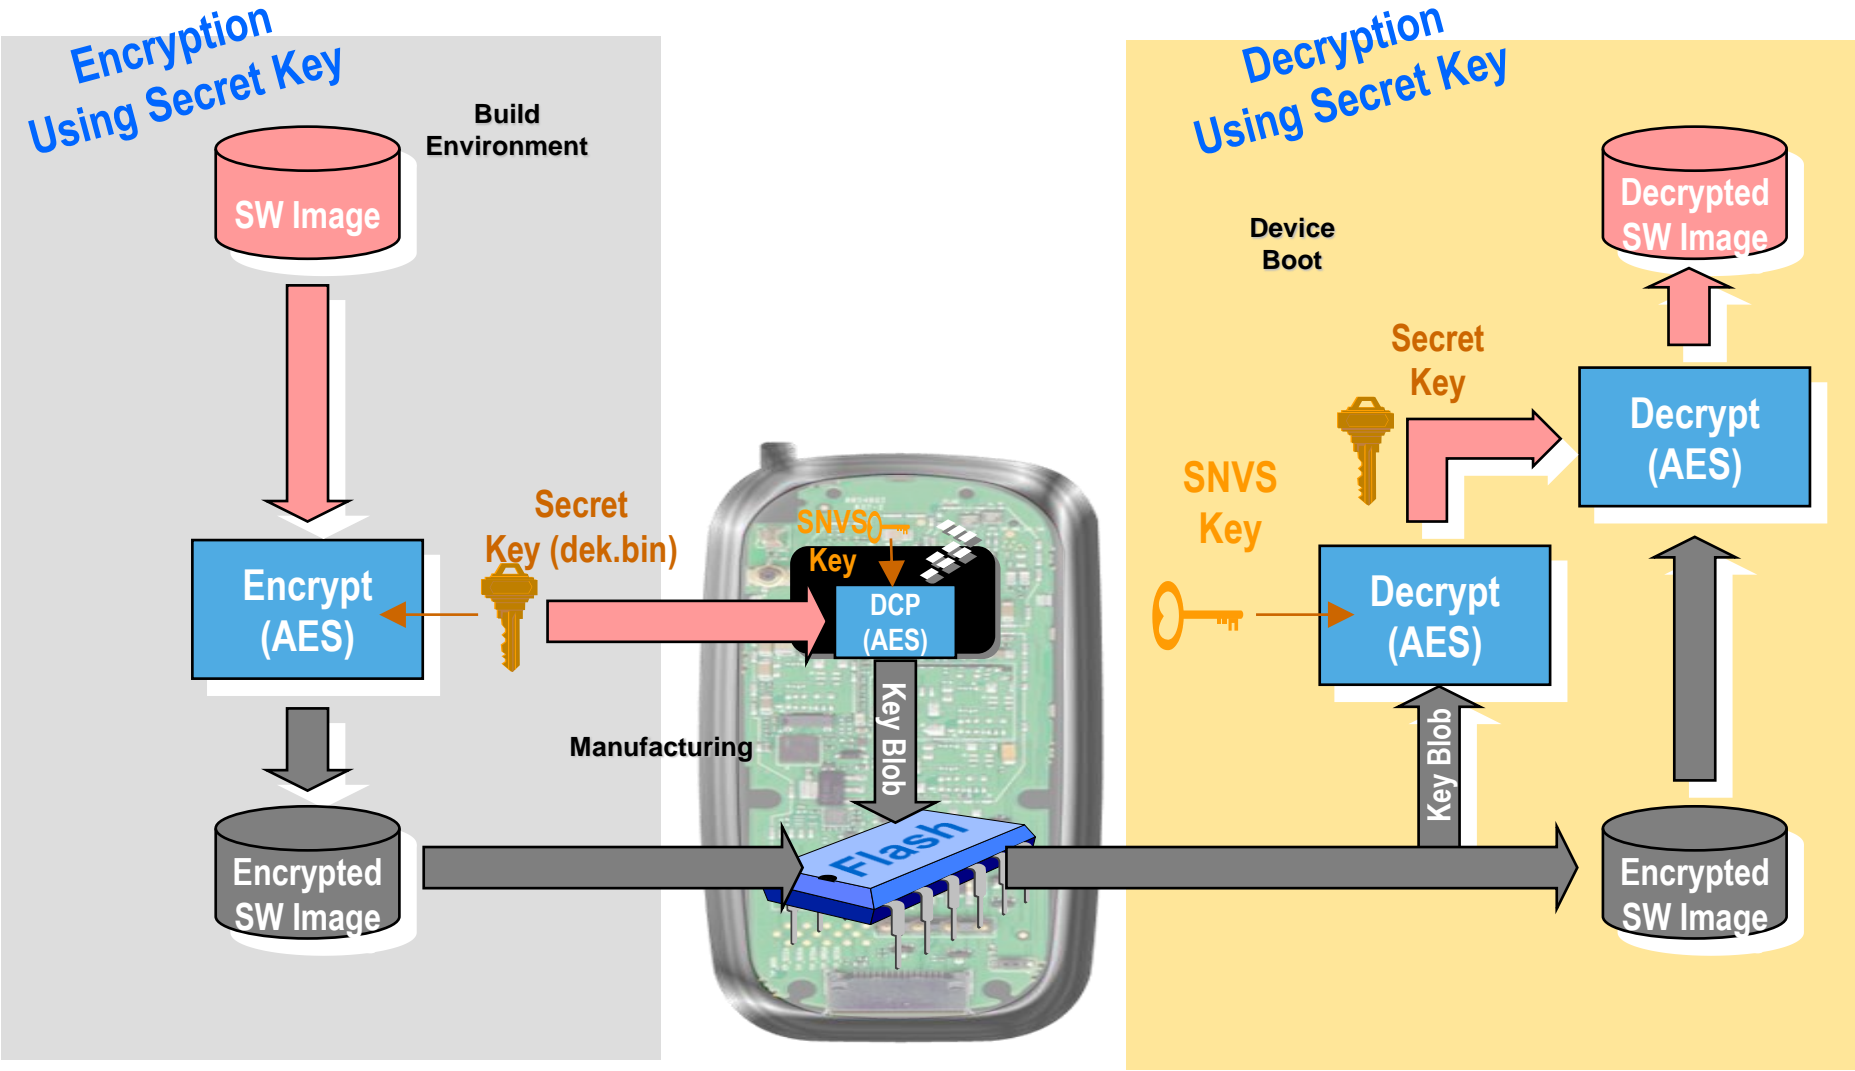 Encryption
Using Secret Key
Build
Environment
SW Image
Secret
Key (dek.bin)
Encrypt
(AES)
Encrypted
SW Image
Manufacturing
SNVS
Key
DCP
(AES)
Key Blob
Flash
Decryption
Using Secret Key
Device
Boot
Decrypted
SW Image
Secret
Key
Decrypt
(AES)
SNVS
Key
Decrypt
(AES)
Key Blob
Encrypted
SW Image